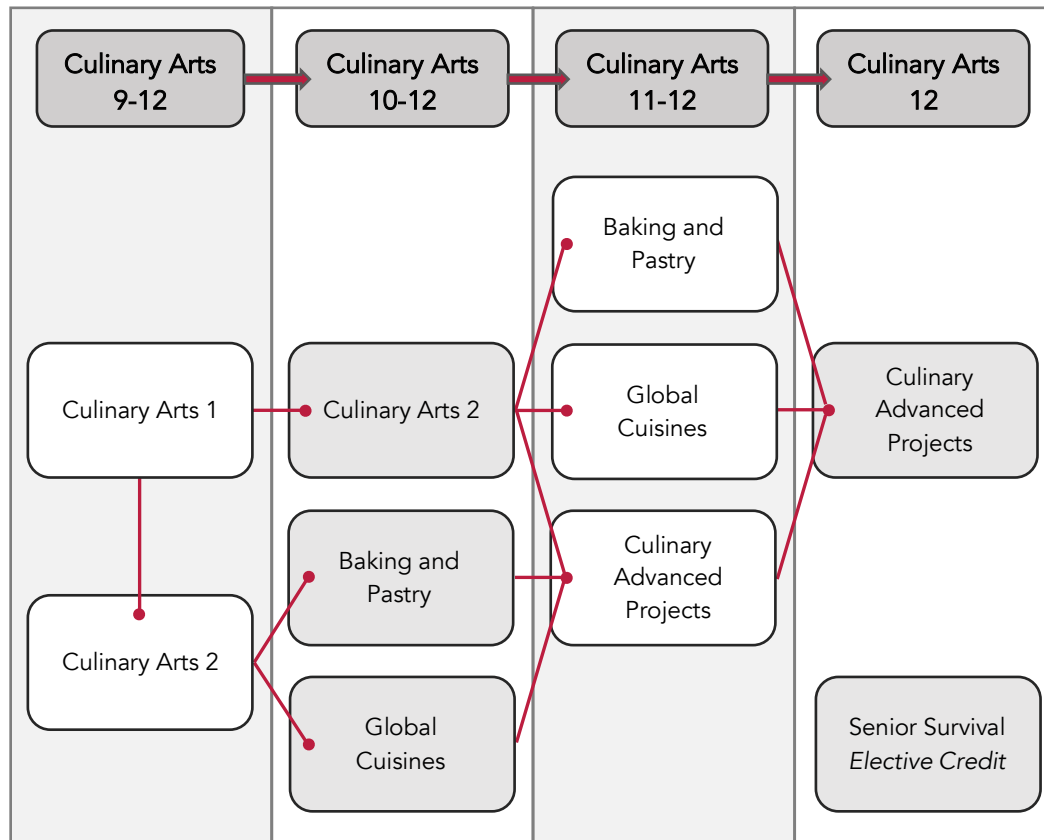 Culinary Arts
9-12
Culinary Arts
10-12
Culinary Arts
11-12
Culinary Arts
12
Culinary Arts 1
Culinary Arts 2
Culinary Arts 2
Baking and
Pastry
Global
Cuisines
Baking and
Pastry
Global
Cuisines
Culinary
Advanced
Projects
Culinary
Advanced
Projects
Senior Survival
Elective Credit